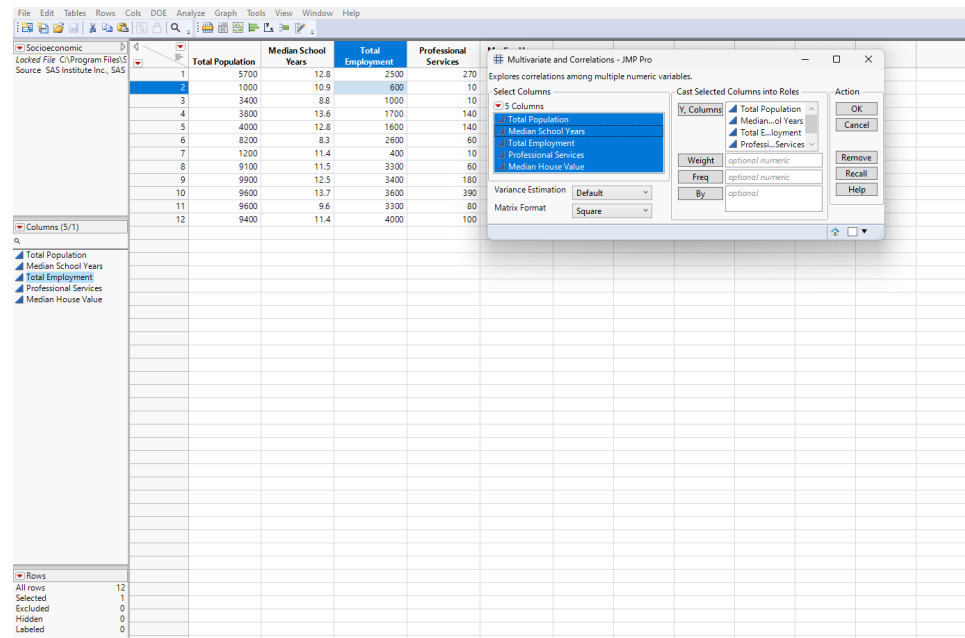 File Edit Tables Rows Cols DOE Analyze Graph Tools View Window Help
Socioeconomic
Locked File C:\Program Files\S
Source SAS Institute Inc., SAS
Total Population Median School Years Total Employment Professional Services
1 5700 12.8 2500 270
2 1000 10.9 600 10
3 3400 8.8 1000 10
4 3800 13.6 1700 140
5 4000 12.8 1600 140
6 8200 8.3 2600 60
7 1200 11.4 400 10
8 9100 11.5 3300 60
9 9900 12.5 3400 180
10 9600 13.7 3600 390
11 9600 9.6 3300 80
12 9400 11.4 4000 100
Multivariate and Correlations - JMP Pro
Explores correlations among multiple numeric variables.
Select Columns
5 Columns
Total Population
Median School Years
Total Employment
Professional Services
Median House Value
Variance Estimation Default
Matrix Format Square
Cast Selected Columns into Roles
Y, Columns
Total Population
Median...ol Years
Total E...loyment
Professi...Services
Weight optional numeric
Freq optional numeric
By optional
Action
OK
Cancel
Remove
Recall
Help
Columns (5/1)
Total Population
Median School Years
Total Employment
Professional Services
Median House Value
Rows
All rows 12
Selected 1
Excluded 0
Hidden 0
Labeled 0